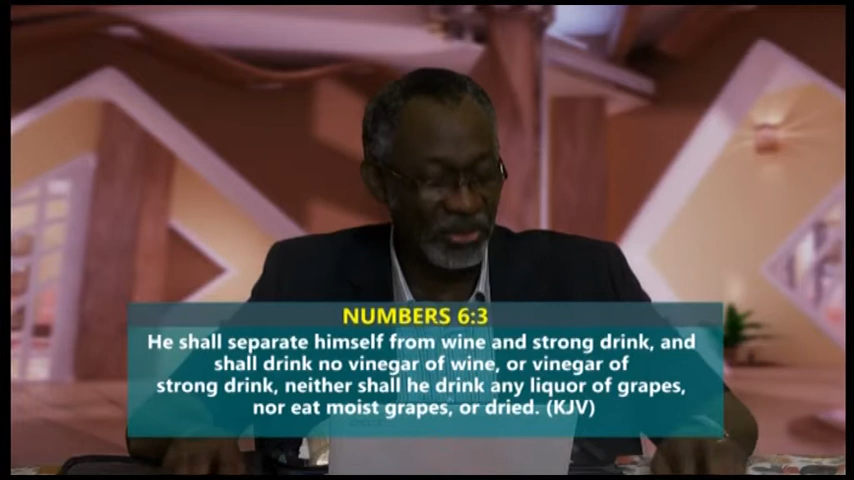 NUMBERS 6:3
He shall separate himself from wine and strong drink, and
shall drink no vinegar of wine, or vinegar of
strong drink, neither shall he drink any liquor of grapes,
nor eat moist grapes, or dried. (KJV)